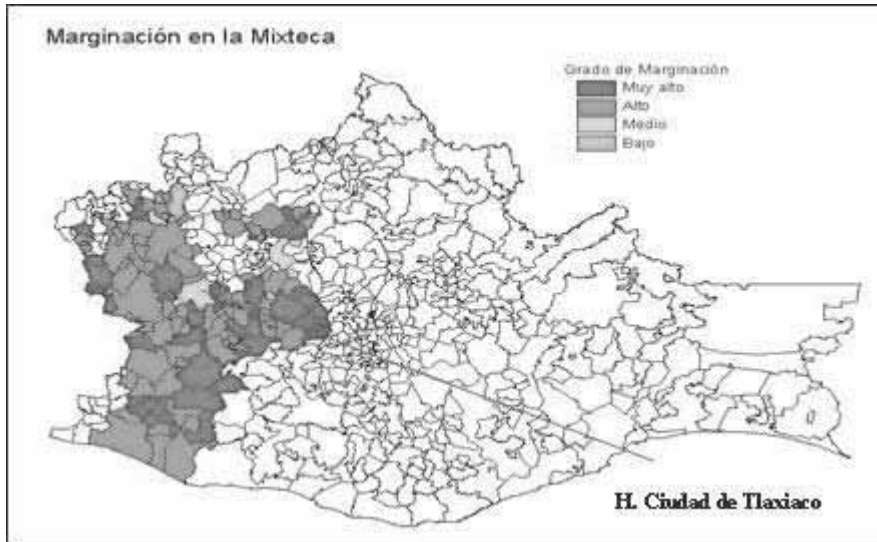 Marginación en la Mixteca
Grado de Marginación
Muy alto
Alto
Medio
Bajo
H. Ciudad de Tlaxiaco